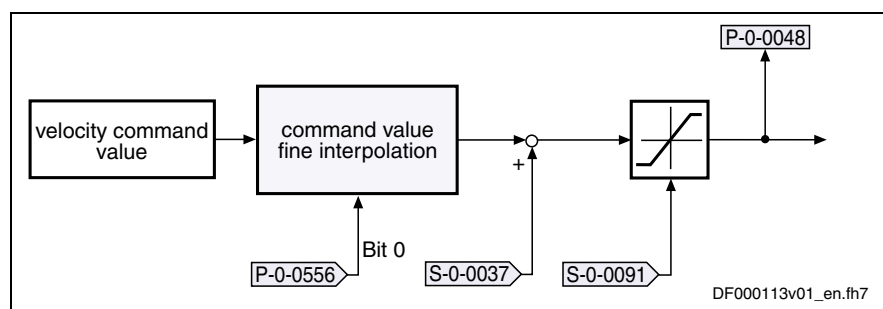 P-0-0048
velocity command
value
command value
fine interpolation
+
Bit 0
P-0-0556
S-0-0037
S-0-0091
DF000113v01_en.fh7